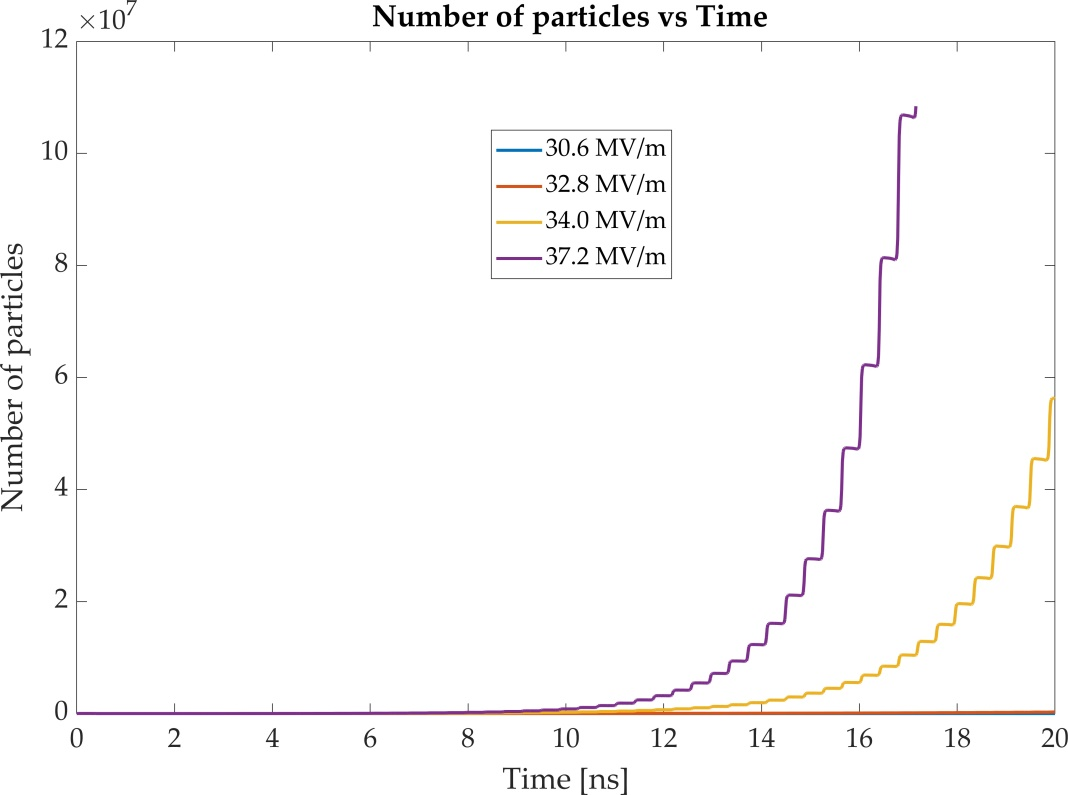 Number of particles vs Time
×10⁷
12
10
8
6
4
2
0
Number of particles
30.6 MV/m
32.8 MV/m
34.0 MV/m
37.2 MV/m
0 2 4 6 8 10 12 14 16 18 20
Time [ns]